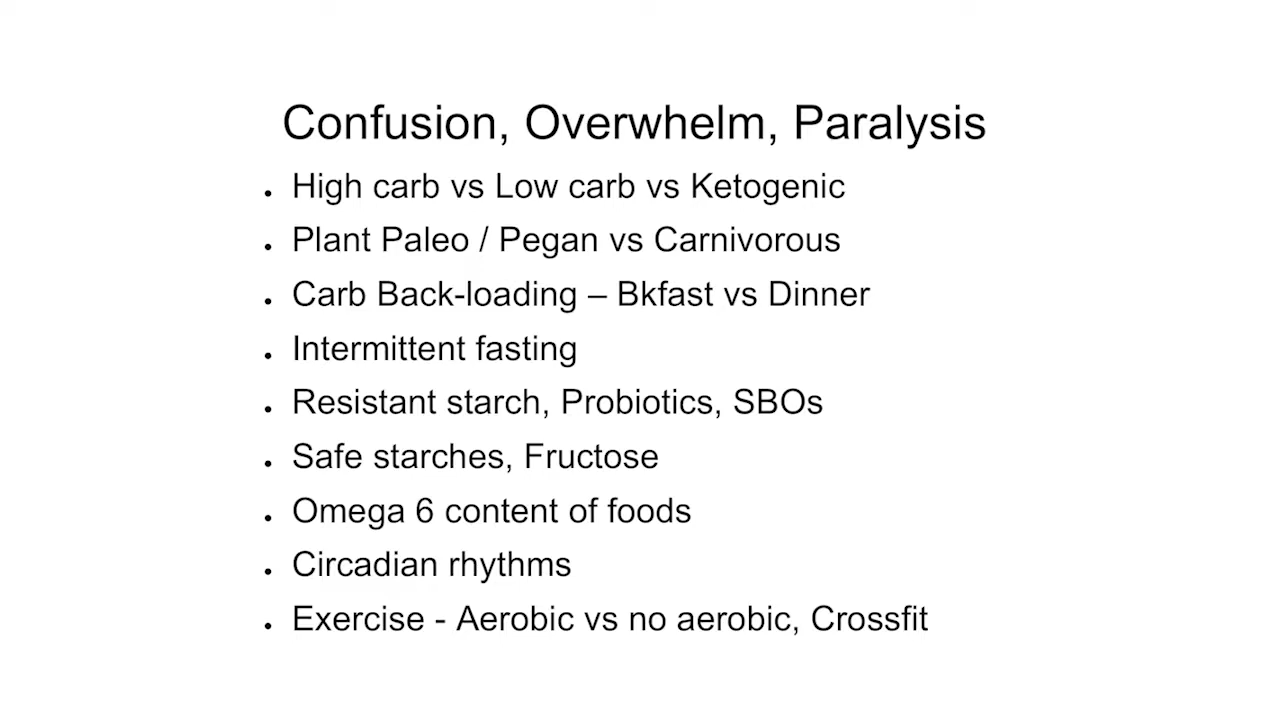 Confusion, Overwhelm, Paralysis
• High carb vs Low carb vs Ketogenic
• Plant Paleo / Pegan vs Carnivorous
• Carb Back-loading – Bkfast vs Dinner
• Intermittent fasting
• Resistant starch, Probiotics, SBOs
• Safe starches, Fructose
• Omega 6 content of foods
• Circadian rhythms
• Exercise - Aerobic vs no aerobic, Crossfit